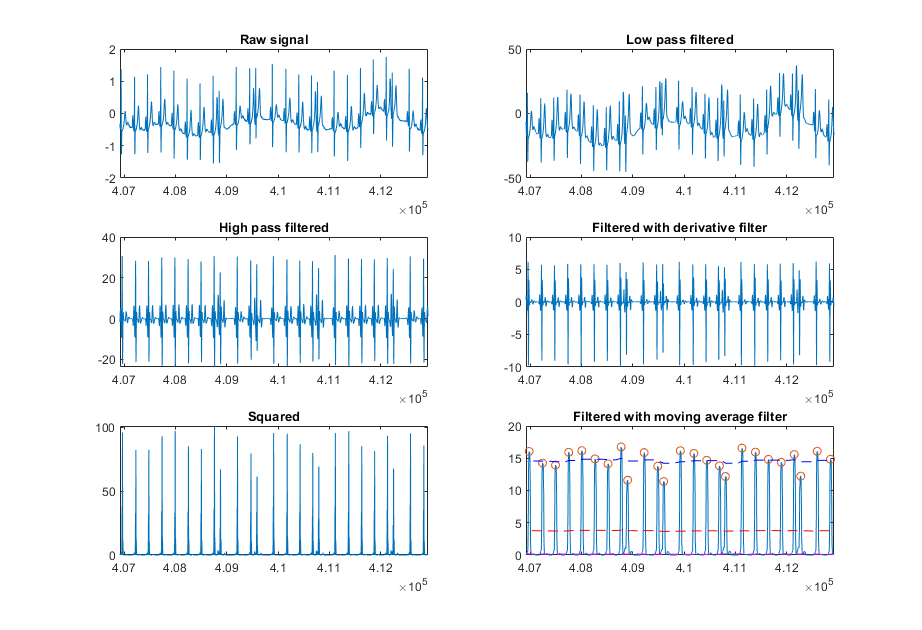 Raw signal
2
1
0
-1
-2
4.07 4.08 4.09 4.1 4.11 4.12
×10^5
Low pass filtered
50
0
-50
4.07 4.08 4.09 4.1 4.11 4.12
×10^5
High pass filtered
40
20
0
-20
4.07 4.08 4.09 4.1 4.11 4.12
×10^5
Filtered with derivative filter
10
5
0
-5
-10
4.07 4.08 4.09 4.1 4.11 4.12
×10^5
Squared
100
50
0
4.07 4.08 4.09 4.1 4.11 4.12
×10^5
Filtered with moving average filter
20
15
10
5
0
4.07 4.08 4.09 4.1 4.11 4.12
×10^5